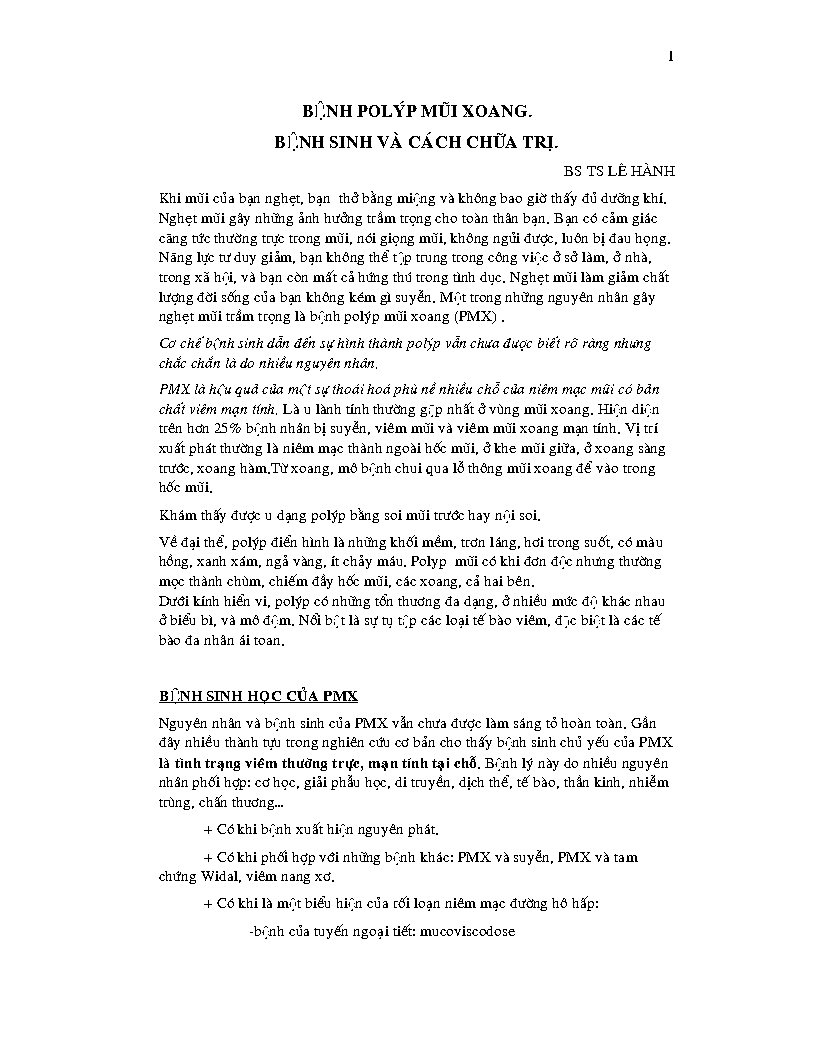 1
BỆNH POLÝP MŨI XOANG.
BỆNH SINH VÀ CÁCH CHỮA TRỊ.
BS TS LÊ HÀNH
Khi mũi của bạn nghẹt, bạn thở bằng miệng và không bao giờ thấy đủ dưỡng khí.
Nghẹt mũi gây những ảnh hưởng trầm trọng cho toàn thân bạn. Bạn có cảm giác
căng tức thường trực trong mũi, nói giọng mũi, không ngửi được, luôn bị đau họng.
Năng lực tư duy giảm, bạn không thể tập trung trong công việc ở sở làm, ở nhà,
trong xã hội, và bạn còn mất cả hứng thú trong tình dục. Nghẹt mũi làm giảm chất
lượng đời sống của bạn không kém gì suyễn. Một trong những nguyên nhân gây
nghẹt mũi trầm trọng là bệnh polýp mũi xoang (PMX) .
Cơ chế bệnh sinh dẫn đến sự hình thành polýp vẫn chưa được biết rõ ràng nhưng
chắc chắn là do nhiều nguyên nhân.
PMX là hậu quả của một sự thoái hoá phù nề nhiều chỗ của niêm mạc mũi có bản
chất viêm mạn tính. Là u lành tính thường gặp nhất ở vùng mũi xoang. Hiện diện
trên hơn 25% bệnh nhân bị suyễn, viêm mũi và viêm mũi xoang mạn tính. Vị trí
xuất phát thường là niêm mạc thành ngoài hốc mũi, ở khe mũi giữa, ở xoang sàng
trước, xoang hàm.Từ xoang, mô bệnh chui qua lỗ thông mũi xoang để vào trong
hốc mũi.
Khám thấy được u dạng polýp bằng soi mũi trước hay nội soi.
Về đại thể, polýp điển hình là những khối mềm, trơn láng, hơi trong suốt, có màu
hồng, xanh xám, ngả vàng, ít chảy máu. Polyp mũi có khi đơn độc nhưng thường
mọc thành chùm, chiếm đầy hốc mũi, các xoang, cả hai bên.
Dưới kính hiển vi, polýp có những tổn thương đa dạng, ở nhiều mức độ khác nhau
ở biểu bì, và mô đệm. Nổi bật là sự tụ tập các loại tế bào viêm, đặc biệt là các tế
bào đa nhân ái toan.
BỆNH SINH HỌC CỦA PMX
Nguyên nhân và bệnh sinh của PMX vẫn chưa được làm sáng tỏ hoàn toàn. Gần
đây nhiều thành tựu trong nghiên cứu cơ bản cho thấy bệnh sinh chủ yếu của PMX
là tình trạng viêm thường trực, mạn tính tại chỗ. Bệnh lý này do nhiều nguyên
nhân phối hợp: cơ học, giải phẫu học, di truyền, dịch thể, tế bào, thần kinh, nhiễm
trùng, chấn thương...
+ Có khi bệnh xuất hiện nguyên phát.
+ Có khi phối hợp với những bệnh khác: PMX và suyễn, PMX và tam
chứng Widal, viêm nang xơ.
+ Có khi là một biểu hiện của rối loạn niêm mạc đường hô hấp:
-bệnh của tuyến ngoại tiết: mucoviscodose